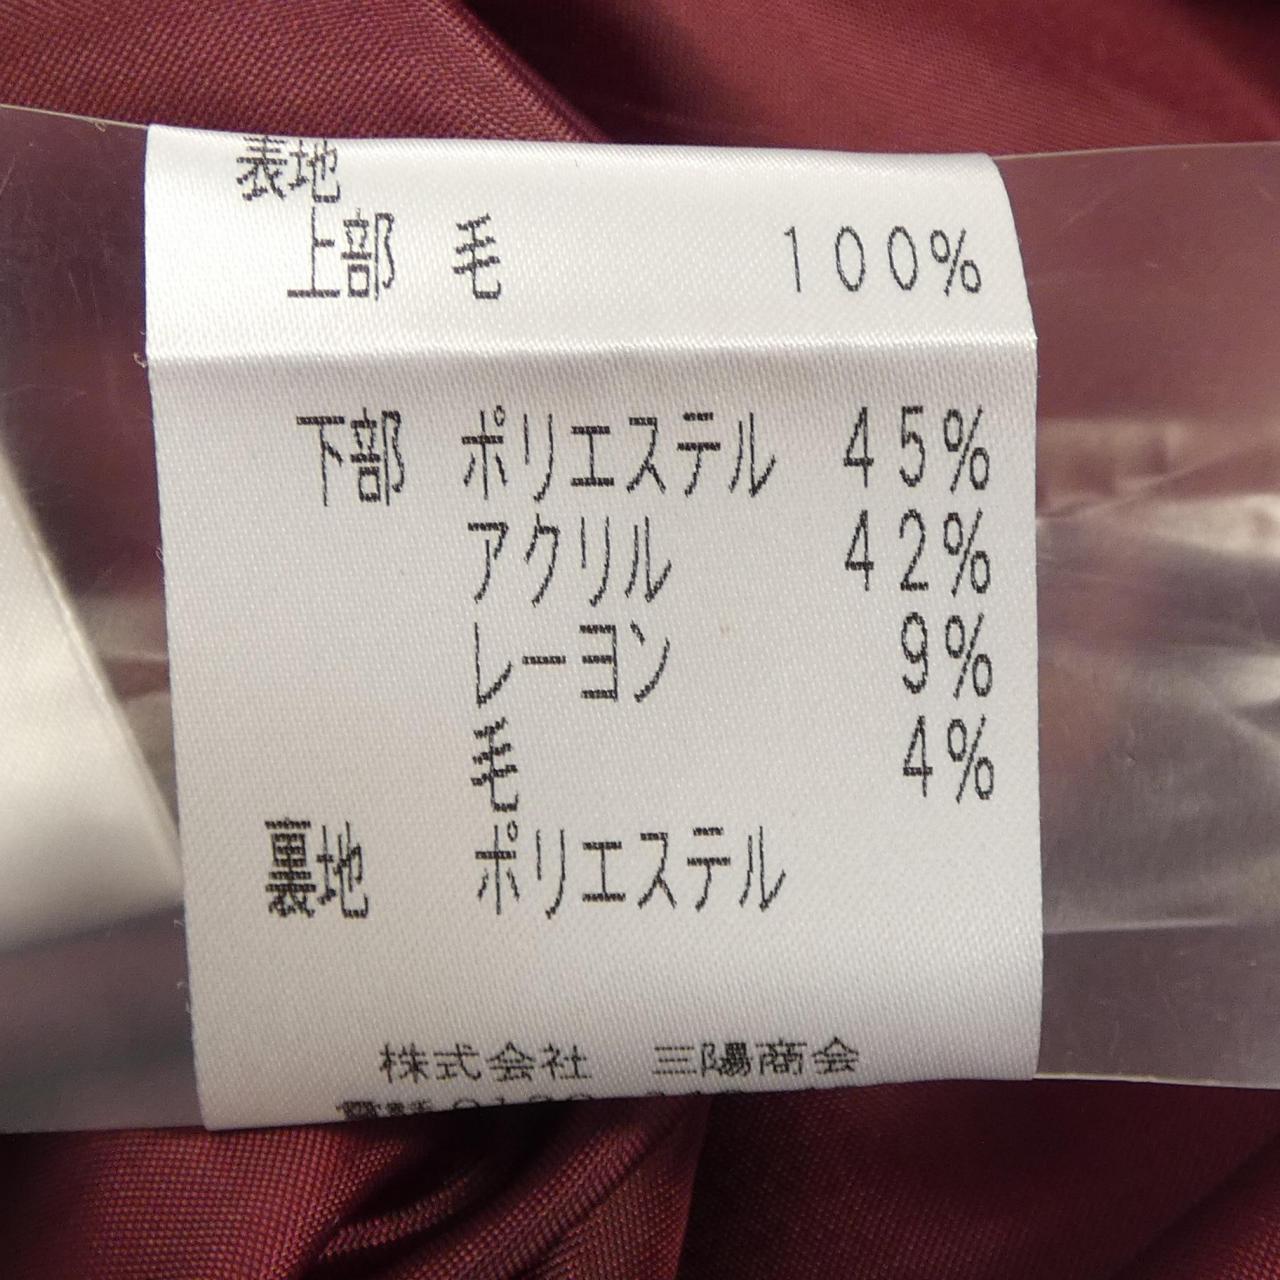 表地
上部 毛 100%
下部 ポリエステル 45%
アクリル 42%
レーヨン 9%
毛 4%
裏地 ポリエステル
株式会社 三陽商会